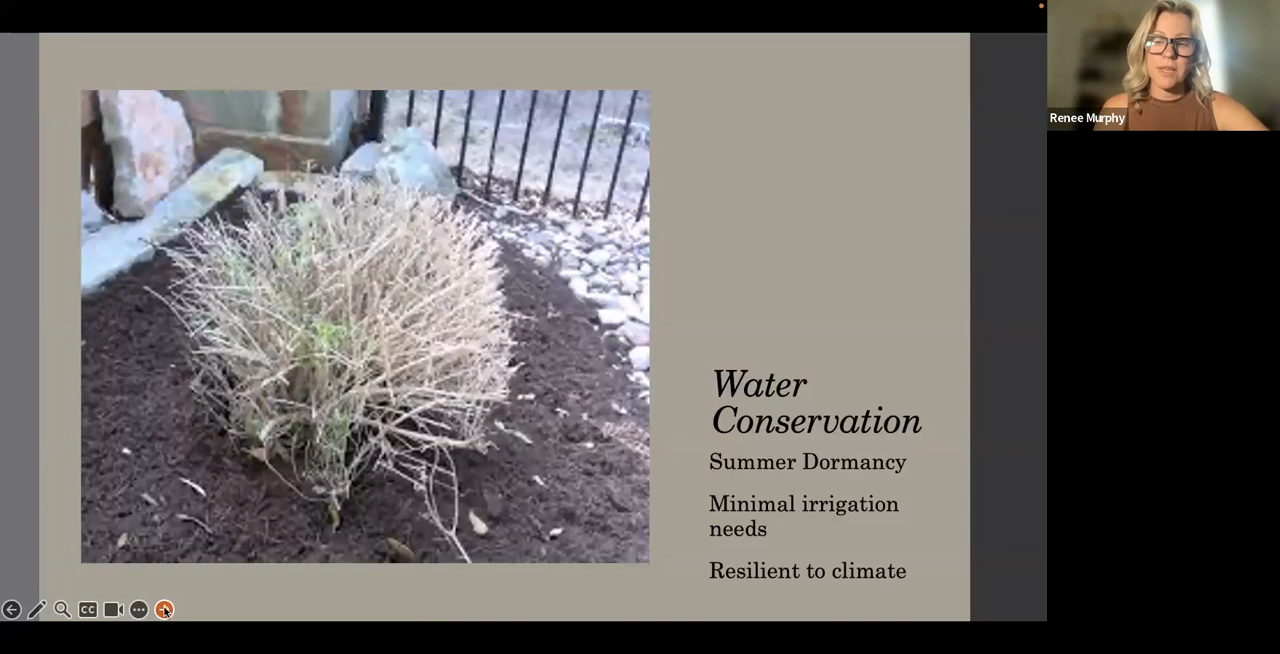 Renee Murphy
Water
Conservation
Summer Dormancy
Minimal irrigation
needs
Resilient to climate
CC